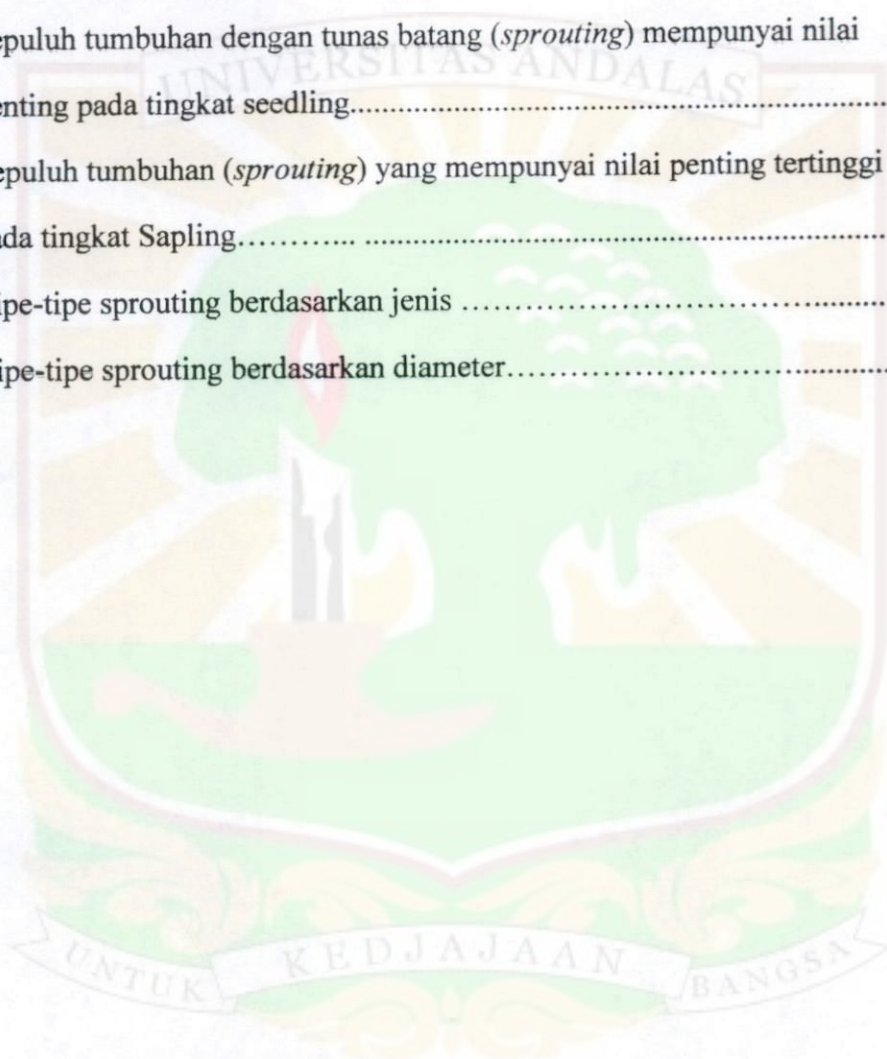 UNIVERSITAS ANDALAS
epuluh tumbuhan dengan tunas batang (sprouting) mempunyai nilai
enting pada tingkat seedling......................................................................
epuluh tumbuhan (sprouting) yang mempunyai nilai penting tertinggi
ada tingkat Sapling........... ......................................................................
ipe-tipe sprouting berdasarkan jenis ..........................................................
ipe-tipe sprouting berdasarkan diameter.....................................................
UNTUK KEDJAJAAN BANGSA